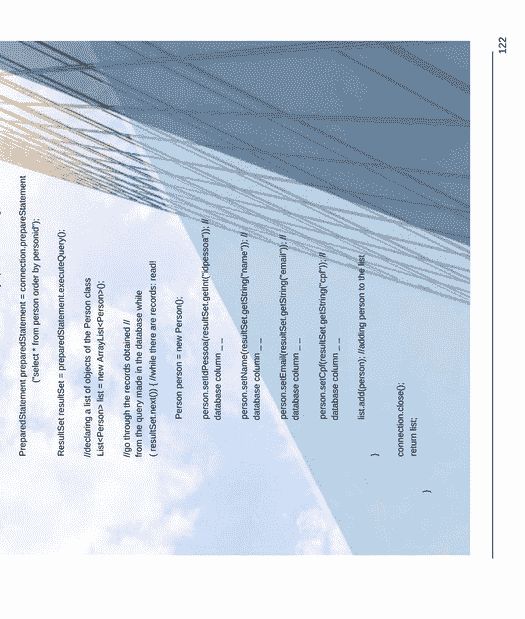 122
PreparedStatement preparedStatement = connection.prepareStatement
("select * from person order by personid");
ResultSet resultSet = preparedStatement.executeQuery();
//declaring a list of objects of the Person class
List<Person> list = new ArrayList<Person>();
//go through the records obtained //
from the query made in the database while
( resultSet.next()) { //while there are records: read!
Person person = new Person();
person.setIdPessoa(resultSet.getInt("idpessoa")); //
database column _ _
person.setName(resultSet.getString("name")); //
database column _ _
person.setEmail(resultSet.getString("email")); //
database column _ _
person.setCpf(resultSet.getString("cpf")); //
database column _ _
list.add(person); //adding person to the list
}
connection.close();
return list;
}